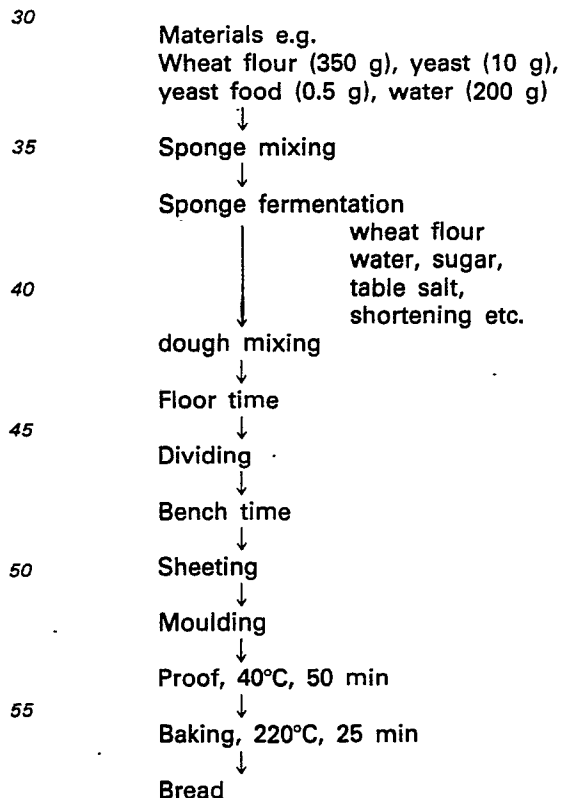 30
Materials e.g.
Wheat flour (350 g), yeast (10 g),
yeast food (0.5 g), water (200 g)
35
Sponge mixing
Sponge fermentation
wheat flour
water, sugar,
40
table salt,
shortening etc.
dough mixing
Floor time
45
Dividing
Bench time
50
Sheeting
Moulding
Proof, 40°C, 50 min
55
Baking, 220°C, 25 min
Bread